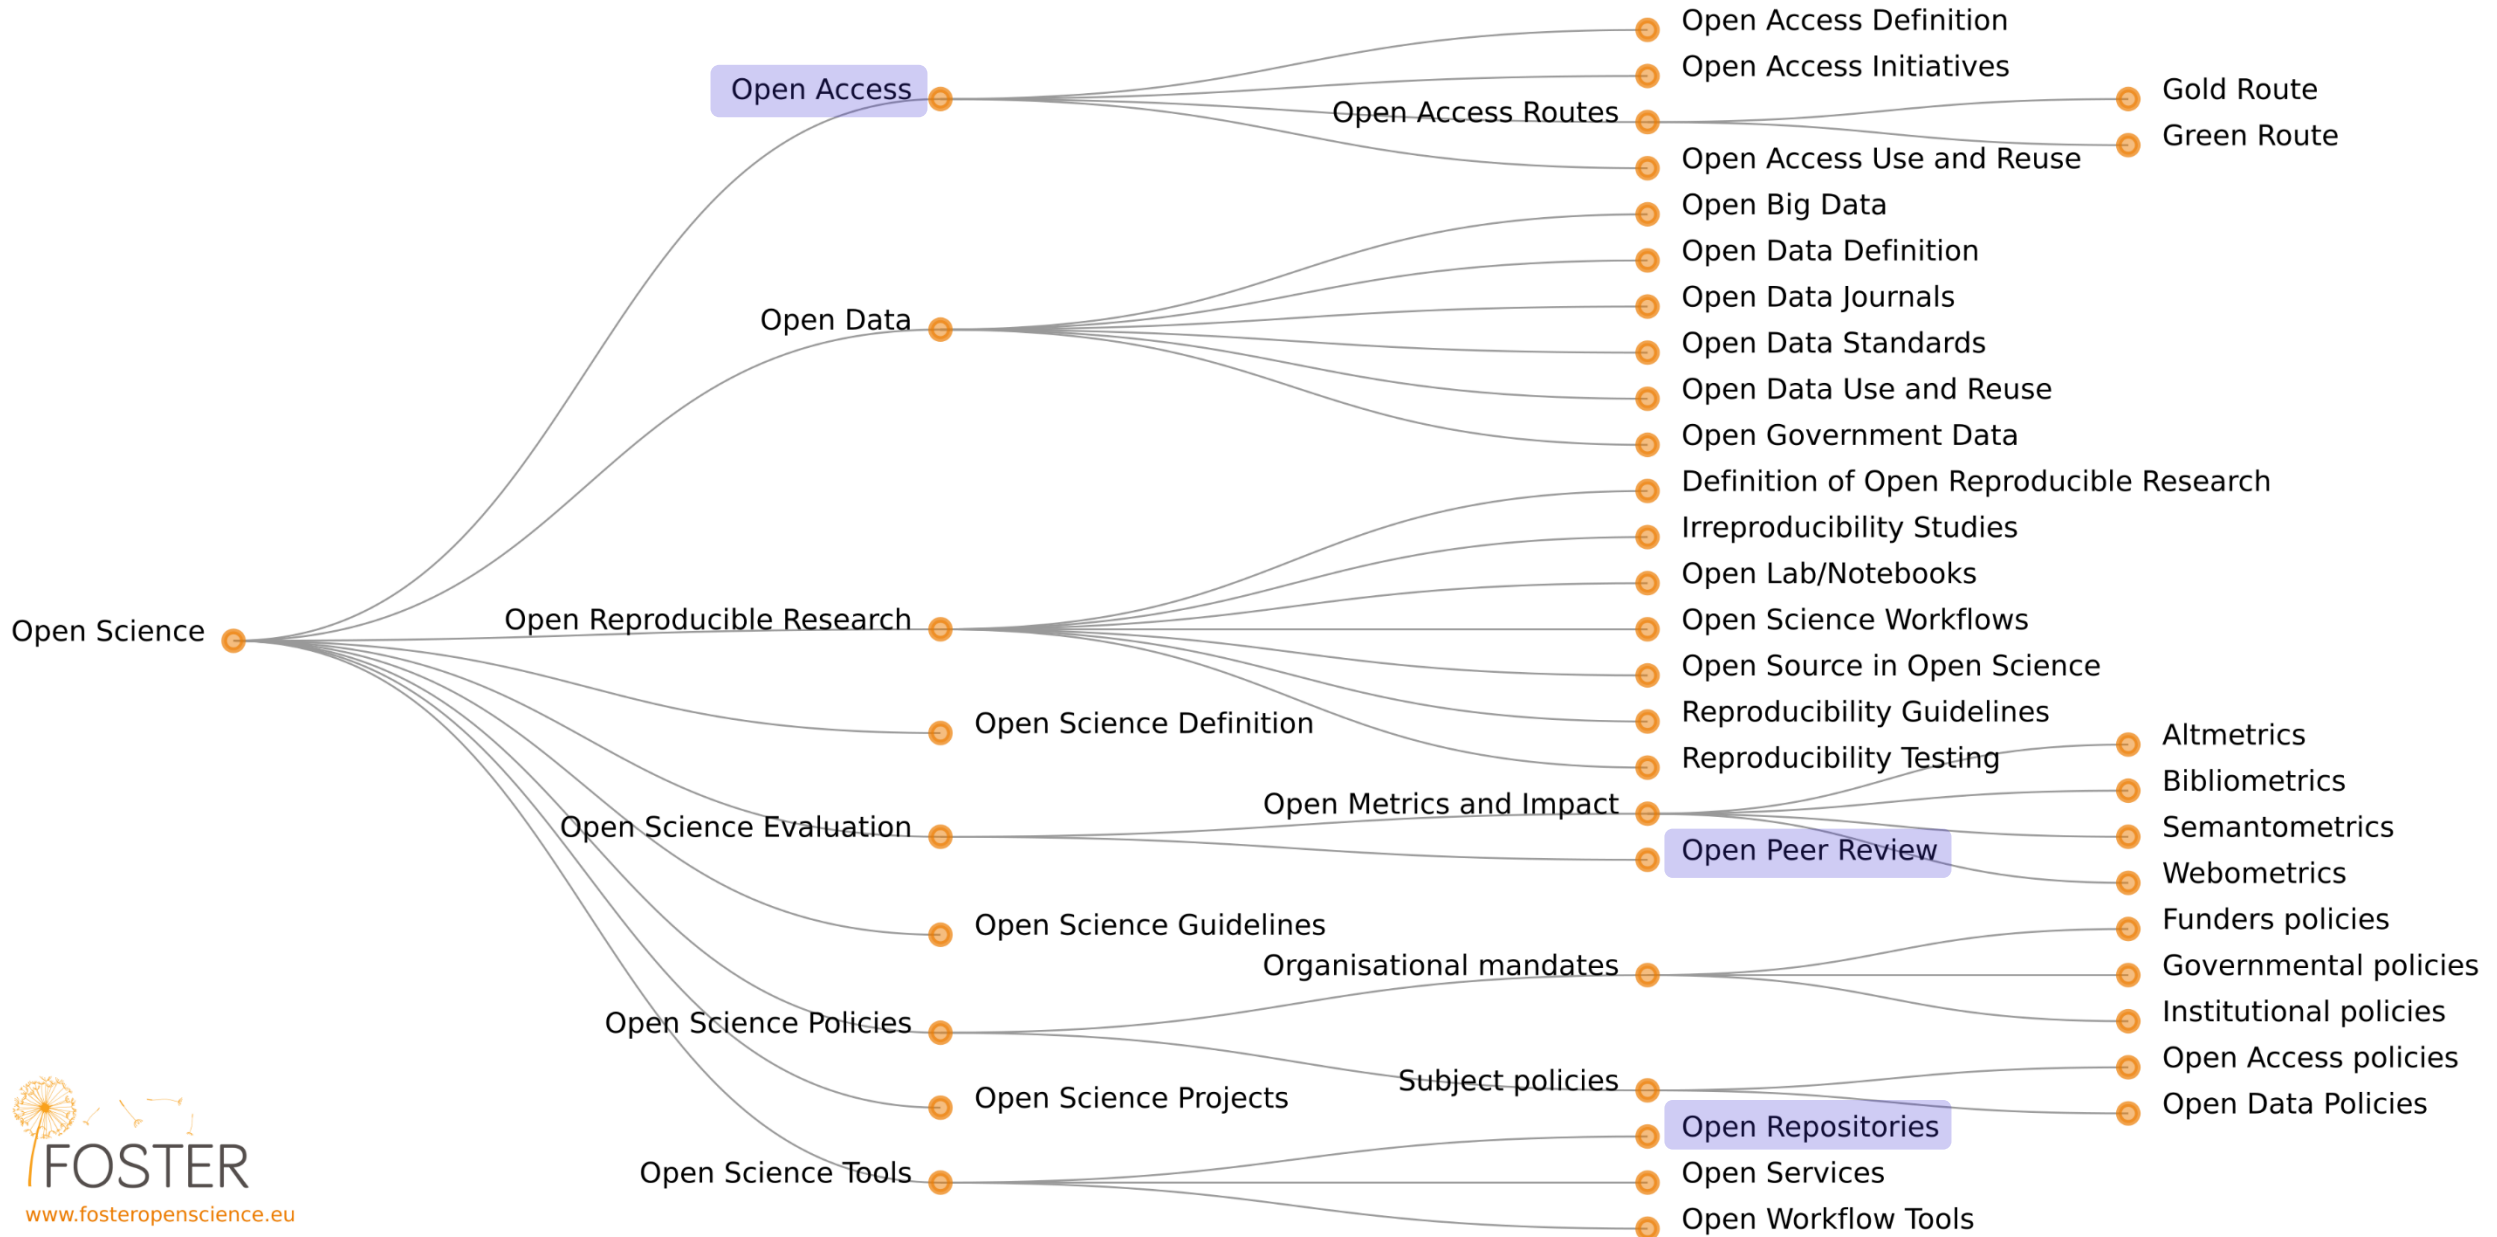 Open Science
Open Access
Open Access Definition
Open Access Initiatives
Open Access Routes
Gold Route
Green Route
Open Access Use and Reuse
Open Data
Open Big Data
Open Data Definition
Open Data Journals
Open Data Standards
Open Data Use and Reuse
Open Government Data
Open Reproducible Research
Definition of Open Reproducible Research
Irreproducibility Studies
Open Lab/Notebooks
Open Science Workflows
Open Source in Open Science
Reproducibility Guidelines
Reproducibility Testing
Open Science Definition
Open Science Evaluation
Open Metrics and Impact
Altmetrics
Bibliometrics
Semantometrics
Webometrics
Open Peer Review
Open Science Guidelines
Open Science Policies
Organisational mandates
Funders policies
Governmental policies
Institutional policies
Subject policies
Open Access policies
Open Data Policies
Open Science Projects
Open Science Tools
Open Repositories
Open Services
Open Workflow Tools
FOSTER
www.fosteropenscience.eu